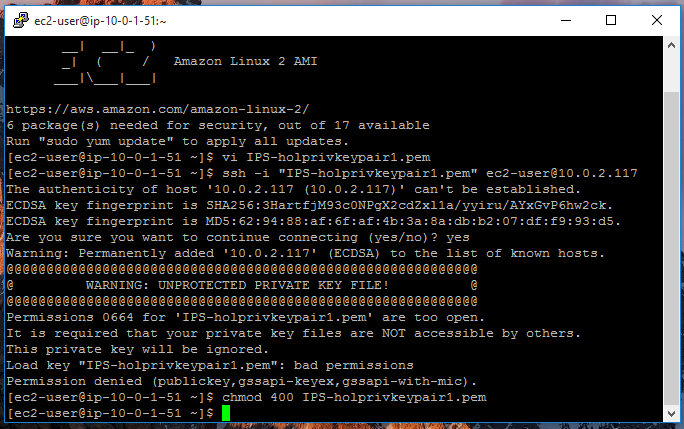 ec2-user@ip-10-0-1-51:~
__|  __|_  )
_|  (     /   Amazon Linux 2 AMI
___|\___|___|
https://aws.amazon.com/amazon-linux-2/
6 package(s) needed for security, out of 17 available
Run "sudo yum update" to apply all updates.
[ec2-user@ip-10-0-1-51 ~]$ vi IPS-holprivkeypair1.pem
[ec2-user@ip-10-0-1-51 ~]$ ssh -i "IPS-holprivkeypair1.pem" ec2-user@10.0.2.117
The authenticity of host '10.0.2.117 (10.0.2.117)' can't be established.
ECDSA key fingerprint is SHA256:3HartfjM93c0NPgX2cdZxl1a/yyiru/AYxGvP6hw2ck.
ECDSA key fingerprint is MD5:62:94:88:af:6f:af:4b:3a:8a:db:b2:07:df:f9:93:d5.
Are you sure you want to continue connecting (yes/no)? yes
Warning: Permanently added '10.0.2.117' (ECDSA) to the list of known hosts.
@@@@@@@@@@@@@@@@@@@@@@@@@@@@@@@@@@@@@@@@@@@@@@@@@@@@@@@@@@@
@         WARNING: UNPROTECTED PRIVATE KEY FILE!          @
@@@@@@@@@@@@@@@@@@@@@@@@@@@@@@@@@@@@@@@@@@@@@@@@@@@@@@@@@@@
Permissions 0664 for 'IPS-holprivkeypair1.pem' are too open.
It is required that your private key files are NOT accessible by others.
This private key will be ignored.
Load key "IPS-holprivkeypair1.pem": bad permissions
Permission denied (publickey,gssapi-keyex,gssapi-with-mic).
[ec2-user@ip-10-0-1-51 ~]$ chmod 400 IPS-holprivkeypair1.pem
[ec2-user@ip-10-0-1-51 ~]$